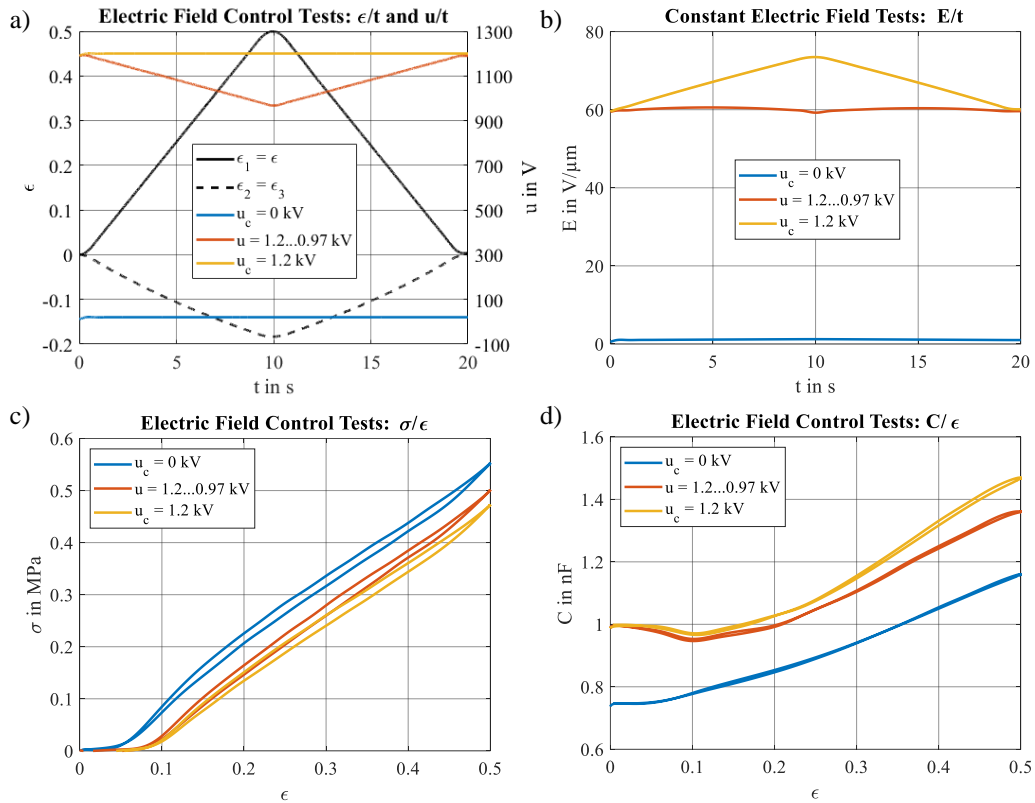 a)
Electric Field Control Tests: ϵ/t and u/t
0.5
0.4
0.3
0.2
0.1
0
-0.1
-0.2
ϵ
1300
1100
900
700
500
300
100
-100
u in V
ϵ1 = ϵ
ϵ2 = ϵ3
u_c = 0 kV
u = 1.2...0.97 kV
u_c = 1.2 kV
0 5 10 15 20
t in s
b)
Constant Electric Field Tests: E/t
80
60
40
20
0
E in V/μm
u_c = 0 kV
u = 1.2...0.97 kV
u_c = 1.2 kV
0 5 10 15 20
t in s
c)
Electric Field Control Tests: σ/ϵ
0.6
0.5
0.4
0.3
0.2
0.1
0
σ in MPa
u_c = 0 kV
u = 1.2...0.97 kV
u_c = 1.2 kV
0 0.1 0.2 0.3 0.4 0.5
ϵ
d)
Electric Field Control Tests: C/ ϵ
1.6
1.4
1.2
1
0.8
0.6
C in nF
u_c = 0 kV
u = 1.2...0.97 kV
u_c = 1.2 kV
0 0.1 0.2 0.3 0.4 0.5
ϵ